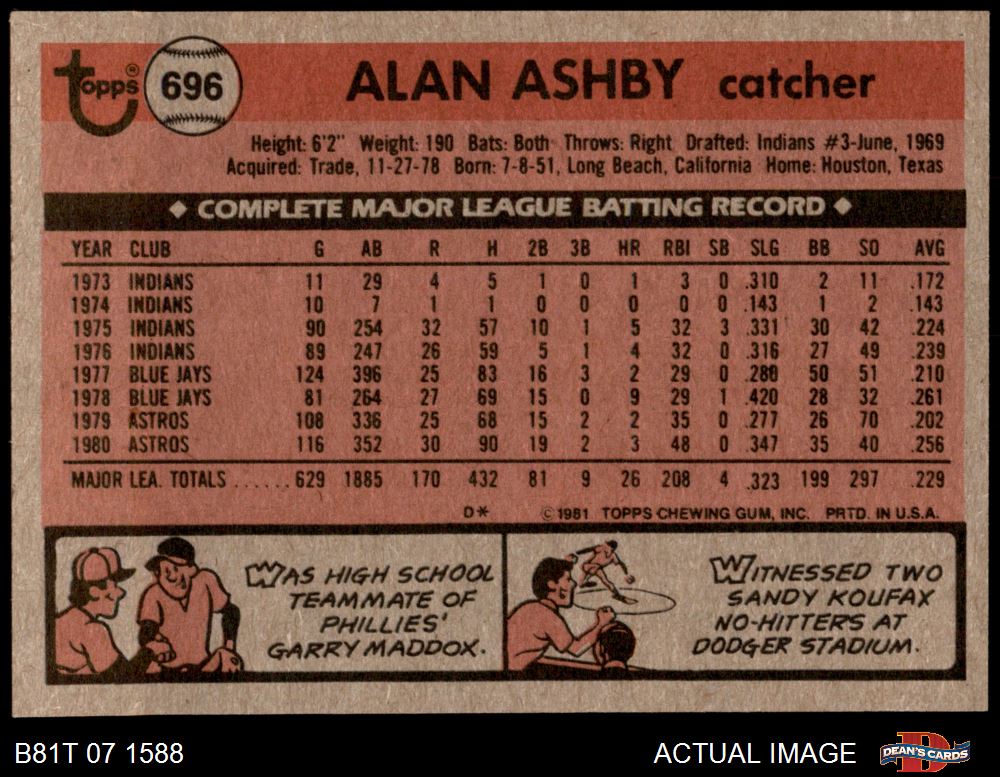 Topps® 696 ALAN ASHBY catcher
Height: 6'2" Weight: 190 Bats: Both Throws: Right Drafted: Indians #3-June, 1969
Acquired: Trade, 11-27-78 Born: 7-8-51, Long Beach, California Home: Houston, Texas
◆ COMPLETE MAJOR LEAGUE BATTING RECORD ◆
YEAR CLUB G AB R H 2B 3B HR RBI SB SLG BB SO AVG
1973 INDIANS 11 29 4 5 1 0 1 3 0 .310 2 11 .172
1974 INDIANS 10 7 1 1 0 0 0 0 0 .143 1 2 .143
1975 INDIANS 90 254 32 57 10 1 5 32 3 .331 30 42 .224
1976 INDIANS 89 247 26 59 5 1 4 32 0 .316 27 49 .239
1977 BLUE JAYS 124 396 25 83 16 3 2 29 0 .280 50 51 .210
1978 BLUE JAYS 81 264 27 69 15 0 9 29 1 .420 28 32 .261
1979 ASTROS 108 336 25 68 15 2 2 35 0 .277 26 70 .202
1980 ASTROS 116 352 30 90 19 2 3 48 0 .347 35 40 .256
MAJOR LEA. TOTALS ...... 629 1885 170 432 81 9 26 208 4 .323 199 297 .229
D* © 1981 TOPPS CHEWING GUM, INC. PRTD. IN U.S.A.
WAS HIGH SCHOOL
TEAMMATE OF
PHILLIES'
GARRY MADDOX.
WITNESSED TWO
SANDY KOUFAX
NO-HITTERS AT
DODGER STADIUM.
B81T 07 1588 ACTUAL IMAGE DEAN'S CARDS